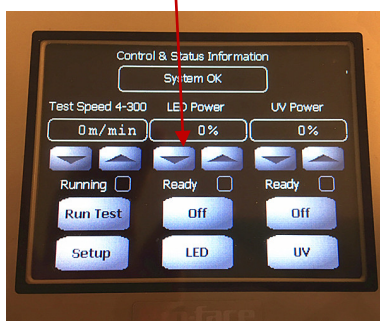 Control & Status Information
System OK
Test Speed 4-300 LED Power UV Power
0m/min 0% 0%
Running Ready Ready
Run Test Off Off
Setup LED UV